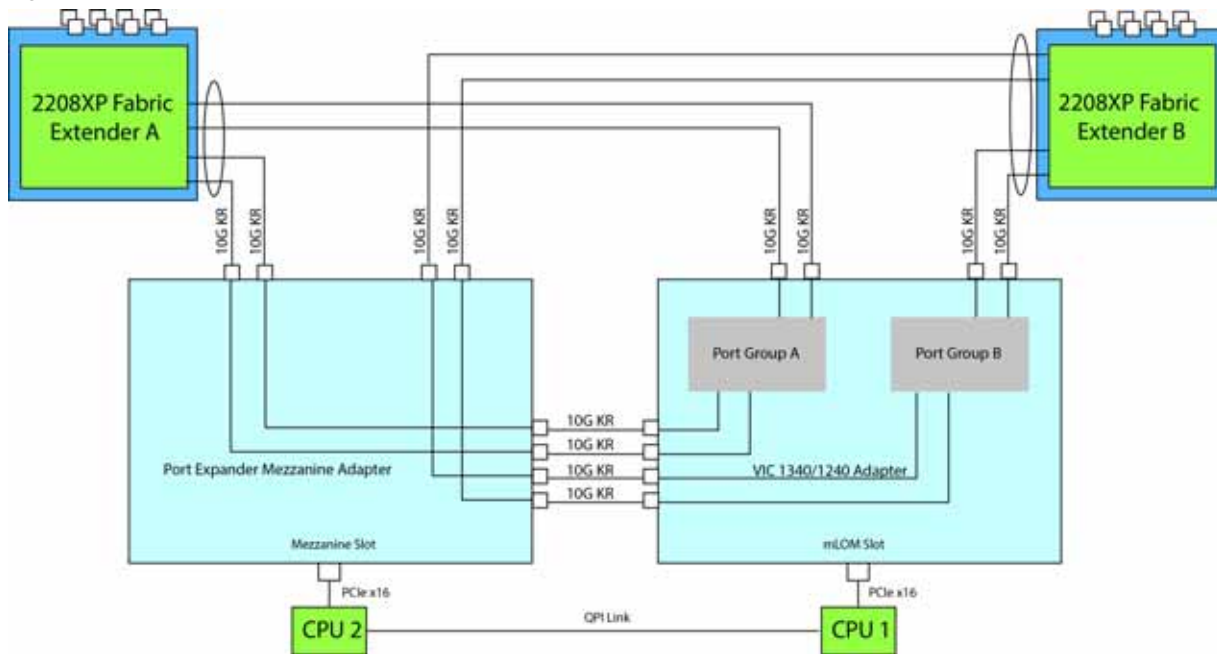 2208XP Fabric
Extender A
2208XP Fabric
Extender B
10G KR
10G KR
10G KR
10G KR
10G KR
10G KR
10G KR
10G KR
Port Group A
Port Group B
10G KR
10G KR
10G KR
10G KR
Port Expander Mezzanine Adapter
VIC 1340/1240 Adapter
Mezzanine Slot
mLOM Slot
PCIe x16
PCIe x16
QPI Link
CPU 2
CPU 1